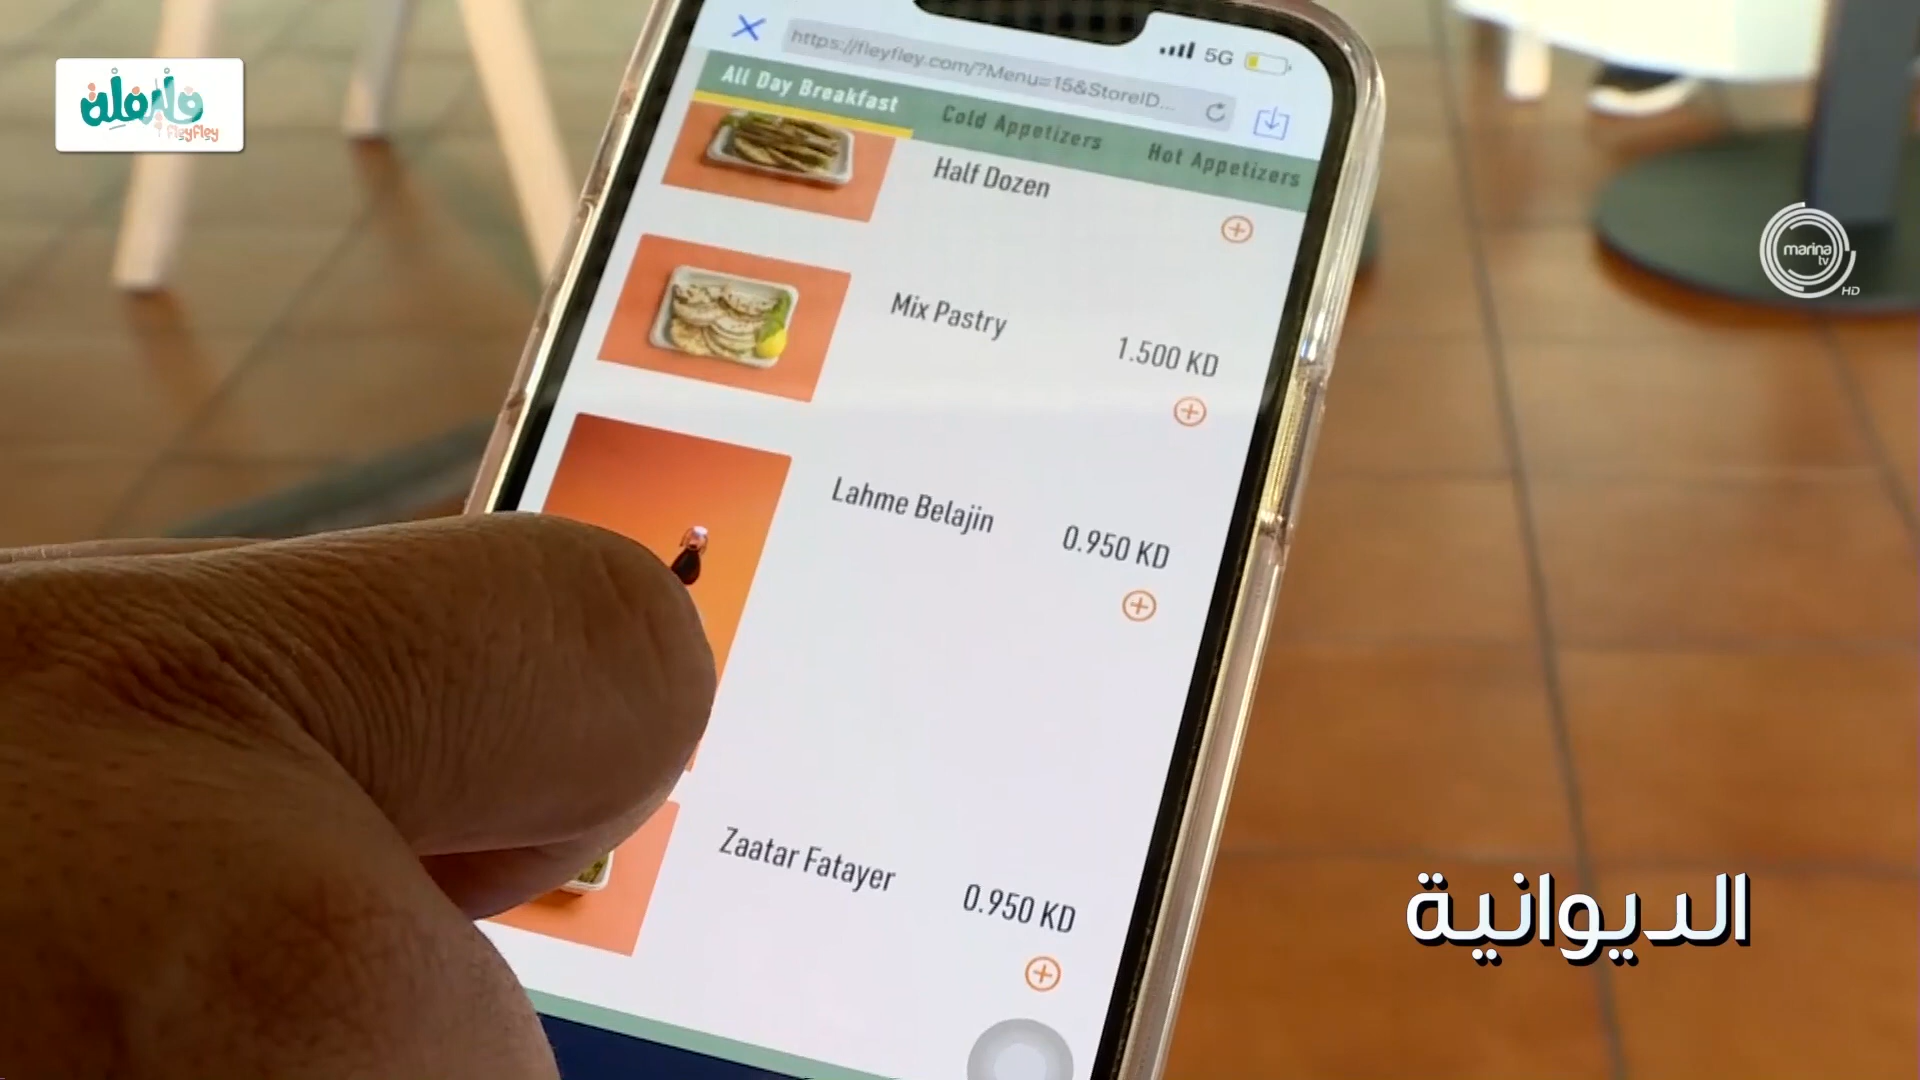 فليفلة
fleyfley
https://fleyfley.com/?Menu=15&StoreID...
5G
All Day Breakfast
Cold Appetizers
Hot Appetizers
Half Dozen
Mix Pastry
1.500 KD
Lahme Belajin
0.950 KD
Zaatar Fatayer
0.950 KD
marina
tv
HD
الديوانية